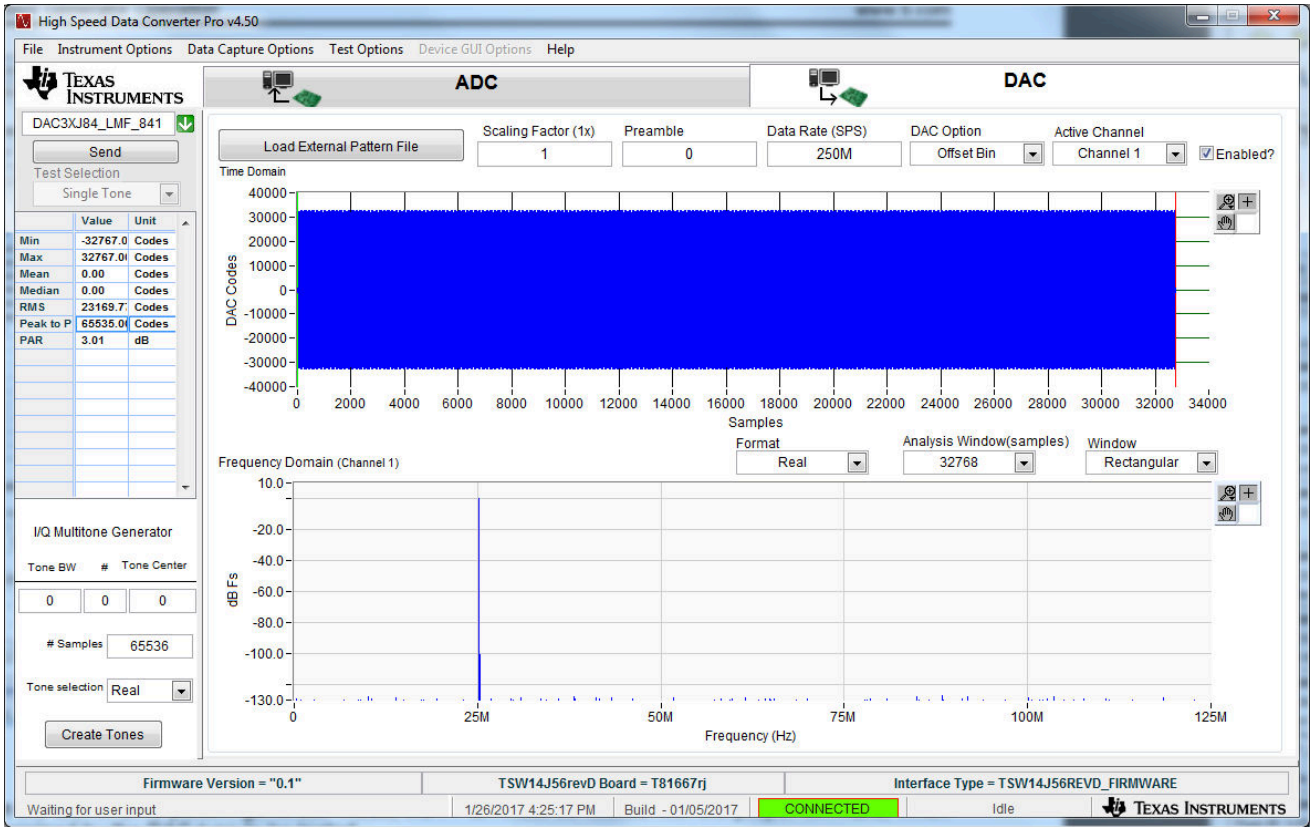 High Speed Data Converter Pro v4.50
File Instrument Options Data Capture Options Test Options Device GUI Options Help
TEXAS INSTRUMENTS
ADC
DAC
DAC3XJ84_LMF_841
Send
Test Selection
Single Tone
Value Unit
Min -32767.0 Codes
Max 32767.0 Codes
Mean 0.00 Codes
Median 0.00 Codes
RMS 23169.7 Codes
Peak to P 65535.0 Codes
PAR 3.01 dB
I/Q Multitone Generator
Tone BW # Tone Center
0 0 0
# Samples 65536
Tone selection Real
Create Tones
Load External Pattern File
Scaling Factor (1x) Preamble Data Rate (SPS) DAC Option Active Channel
1 0 250M Offset Bin Channel 1 Enabled?
Time Domain
40000
30000
20000
10000
0
-10000
-20000
-30000
-40000
DAC Codes
0 2000 4000 6000 8000 10000 12000 14000 16000 18000 20000 22000 24000 26000 28000 30000 32000 34000
Samples
Format Analysis Window(samples) Window
Real 32768 Rectangular
Frequency Domain (Channel 1)
10.0
-20.0
-40.0
-60.0
-80.0
-100.0
-130.0
dB Fs
0 25M 50M 75M 100M 125M
Frequency (Hz)
Firmware Version = "0.1" TSW14J56revD Board = T81667rj Interface Type = TSW14J56REVD_FIRMWARE
Waiting for user input 1/26/2017 4:25:17 PM Build - 01/05/2017 CONNECTED Idle TEXAS INSTRUMENTS